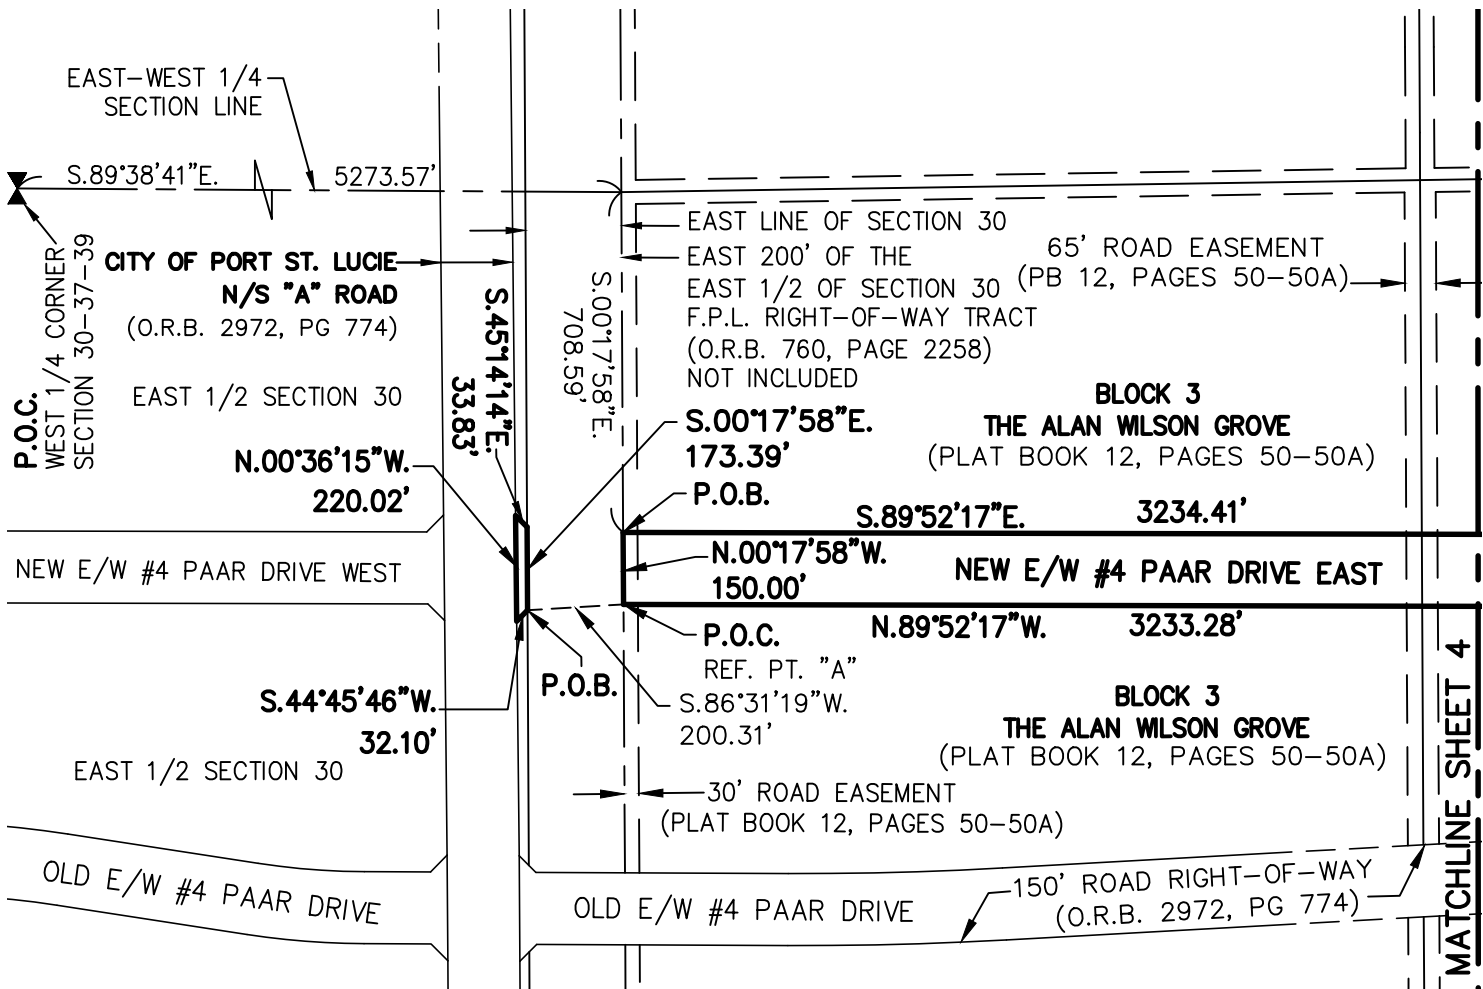 EAST-WEST 1/4
SECTION LINE
S.89°38'41"E.
5273.57'
P.O.C.
WEST 1/4 CORNER
SECTION 30-37-39
CITY OF PORT ST. LUCIE
N/S "A" ROAD
(O.R.B. 2972, PG 774)
EAST 1/2 SECTION 30
S.45°14'14"E.
33.83'
S.00°17'58"E.
708.59'
EAST LINE OF SECTION 30
EAST 200' OF THE
EAST 1/2 OF SECTION 30
F.P.L. RIGHT-OF-WAY TRACT
(O.R.B. 760, PAGE 2258)
NOT INCLUDED
65' ROAD EASEMENT
(PB 12, PAGES 50-50A)
BLOCK 3
THE ALAN WILSON GROVE
(PLAT BOOK 12, PAGES 50-50A)
N.00°36'15"W.
220.02'
S.00°17'58"E.
173.39'
P.O.B.
S.89°52'17"E.
3234.41'
NEW E/W #4 PAAR DRIVE WEST
N.00°17'58"W.
150.00'
NEW E/W #4 PAAR DRIVE EAST
N.89°52'17"W.
3233.28'
P.O.C.
REF. PT. "A"
S.86°31'19"W.
200.31'
P.O.B.
S.44°45'46"W.
32.10'
EAST 1/2 SECTION 30
BLOCK 3
THE ALAN WILSON GROVE
(PLAT BOOK 12, PAGES 50-50A)
30' ROAD EASEMENT
(PLAT BOOK 12, PAGES 50-50A)
OLD E/W #4 PAAR DRIVE
OLD E/W #4 PAAR DRIVE
150' ROAD RIGHT-OF-WAY
(O.R.B. 2972, PG 774)
MATCHLINE SHEET 4